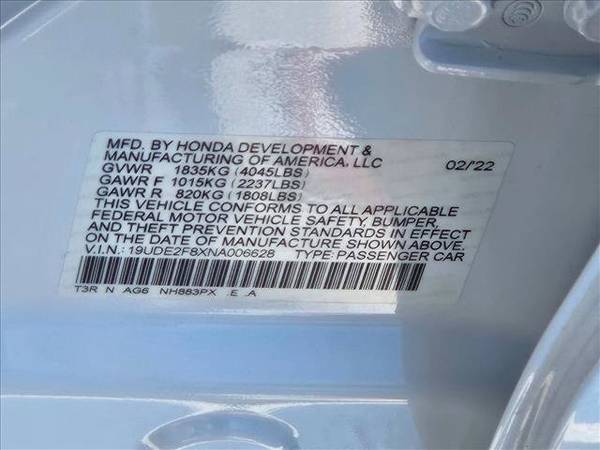 MFD. BY HONDA DEVELOPMENT &
MANUFACTURING OF AMERICA, LLC
GVWR 1835KG (4045LBS) 02/22
GAWR F 1015KG (2237LBS)
GAWR R 820KG (1808LBS)
THIS VEHICLE CONFORMS TO ALL APPLICABLE
FEDERAL MOTOR VEHICLE SAFETY, BUMPER,
AND THEFT PREVENTION STANDARDS IN EFFECT ON
THE DATE OF MANUFACTURE SHOWN ABOVE.
V.I.N.: 19UDE2F8XNA006628 TYPE: PASSENGER CAR
T3R N AG6 NH883PX .E .A